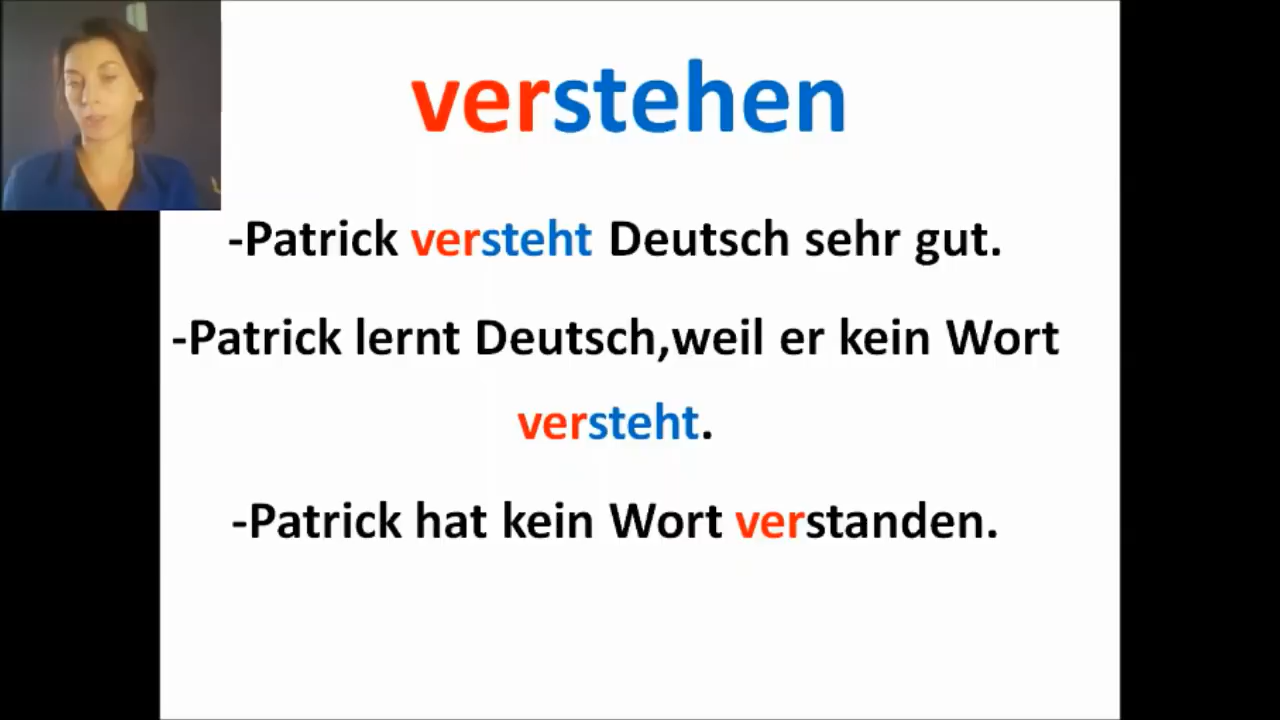 verstehen
-Patrick versteht Deutsch sehr gut.
-Patrick lernt Deutsch,weil er kein Wort
versteht.
-Patrick hat kein Wort verstanden.